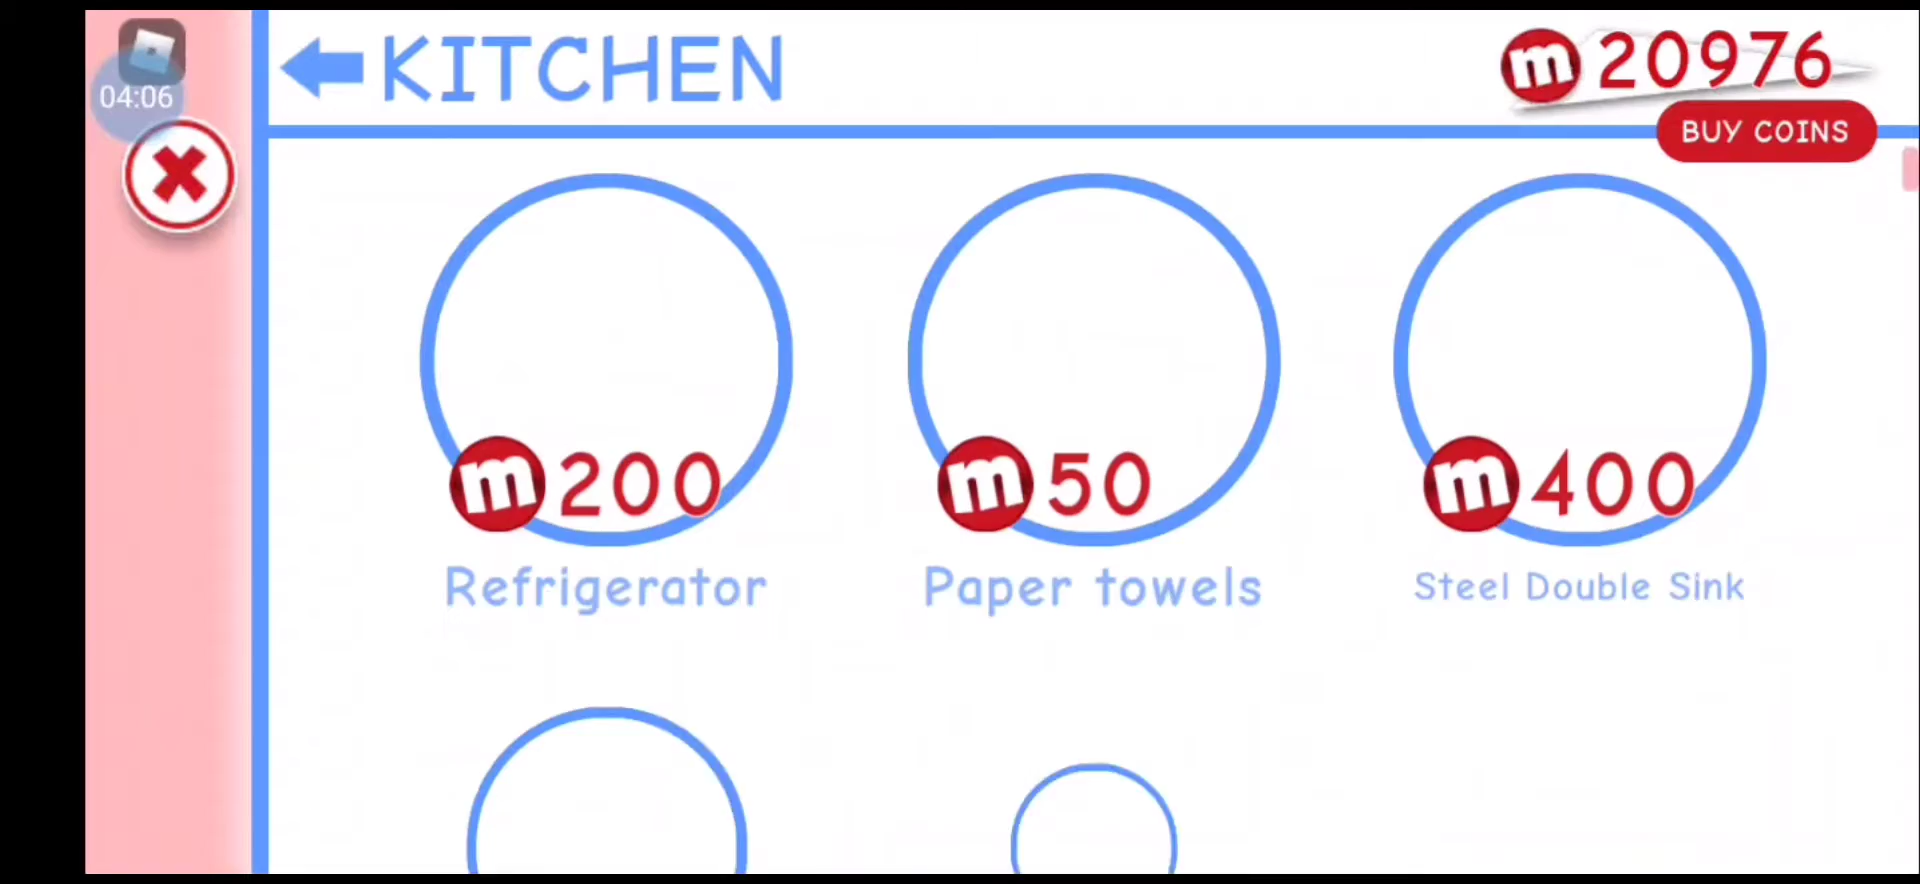 04:06
KITCHEN
m 20976
BUY COINS
m 200
m 50
m 400
Refrigerator
Paper towels
Steel Double Sink